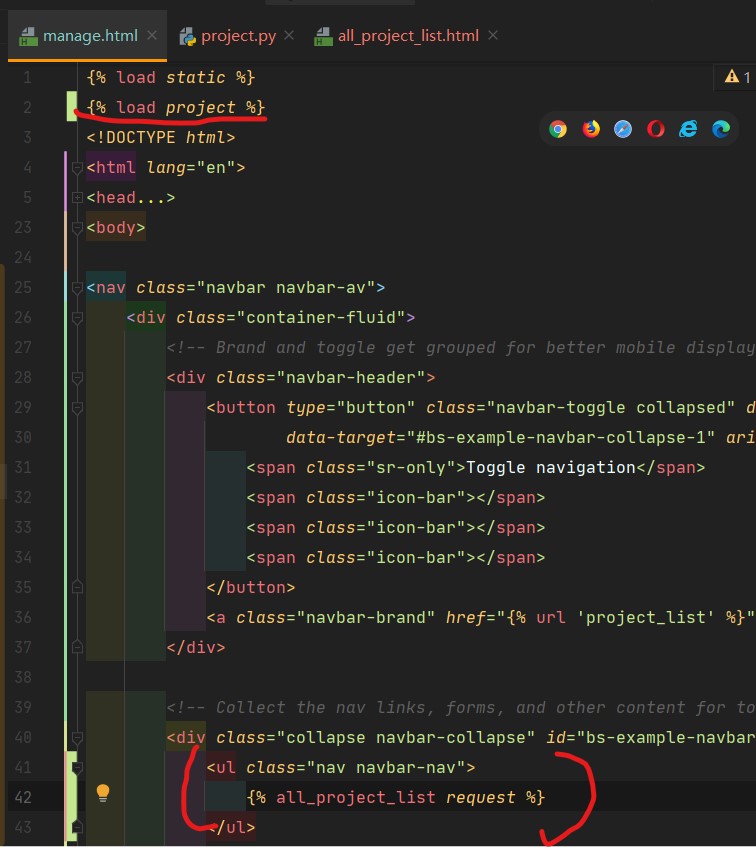 manage.html project.py all_project_list.html
1 {% load static %} 1
2 {% load project %}
3 <!DOCTYPE html>
4 <html lang="en">
5 <head...>
23 <body>
24
25 <nav class="navbar navbar-av">
26 <div class="container-fluid">
27 <!-- Brand and toggle get grouped for better mobile display
28 <div class="navbar-header">
29 <button type="button" class="navbar-toggle collapsed" d
30 data-target="#bs-example-navbar-collapse-1" ari
31 <span class="sr-only">Toggle navigation</span>
32 <span class="icon-bar"></span>
33 <span class="icon-bar"></span>
34 <span class="icon-bar"></span>
35 </button>
36 <a class="navbar-brand" href="{% url 'project_list' %}"
37 </div>
38
39 <!-- Collect the nav links, forms, and other content for to
40 <div class="collapse navbar-collapse" id="bs-example-navbar
41 <ul class="nav navbar-nav">
42 {% all_project_list request %}
43 </ul>